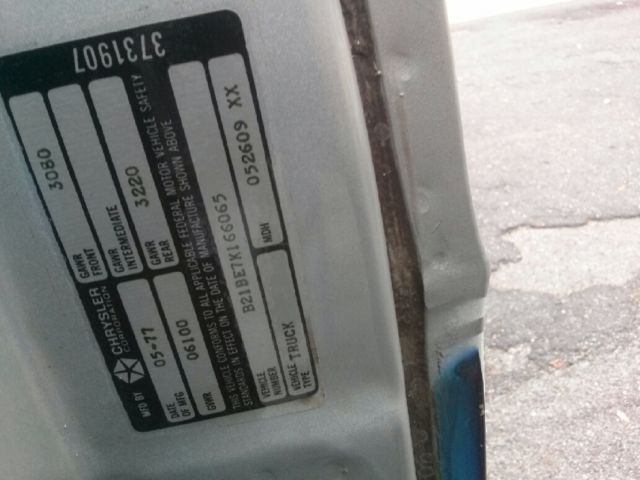 MFD BY CHRYSLER CORPORATION
DATE OF MFG 05-77
GAWR FRONT 3080
GAWR INTERMEDIATE
GVWR 06100
GAWR REAR 3220
THIS VEHICLE CONFORMS TO ALL APPLICABLE FEDERAL MOTOR VEHICLE SAFETY
STANDARDS IN EFFECT ON THE DATE OF MANUFACTURE SHOWN ABOVE
VEHICLE NUMBER B21BE7K166065
VEHICLE TYPE TRUCK
MDH 052609 XX
3731907